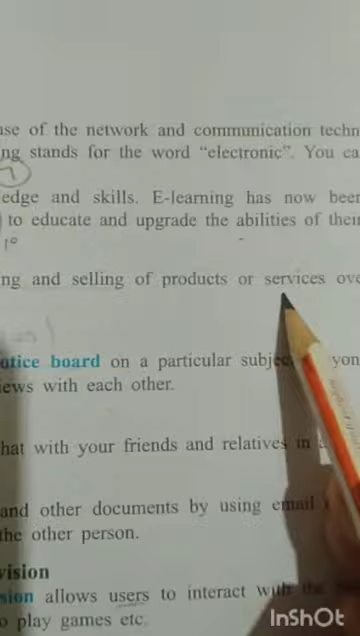 use of the network and communication techn
ng stands for the word "electronic". You ca
edge and skills. E-learning has now been
to educate and upgrade the abilities of their
ng and selling of products or services ove
otice board on a particular subjec yon
iews with each other.
hat with your friends and relatives in a
and other documents by using email
the other person.
vision
sion allows users to interact with the
o play games etc.
InShOt